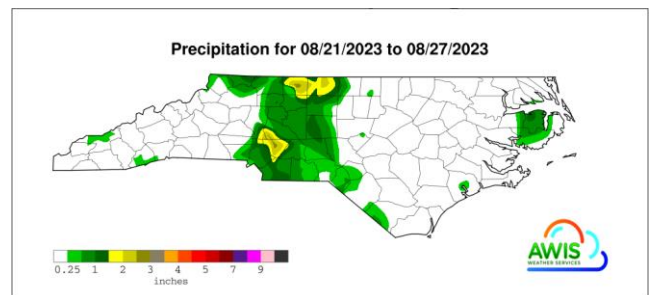 Precipitation for 08/21/2023 to 08/27/2023
0.25 1 2 3 4 5 7 9
inches
AWIS
WEATHER SERVICES